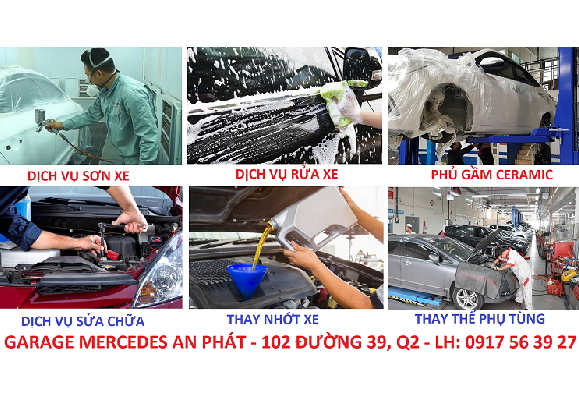 DỊCH VỤ SƠN XE
DỊCH VỤ RỬA XE
PHỦ GẦM CERAMIC
DỊCH VỤ SỬA CHỮA
THAY NHỚT XE
THAY THẾ PHỤ TÙNG
GARAGE MERCEDES AN PHÁT - 102 ĐƯỜNG 39, Q2 - LH: 0917 56 39 27